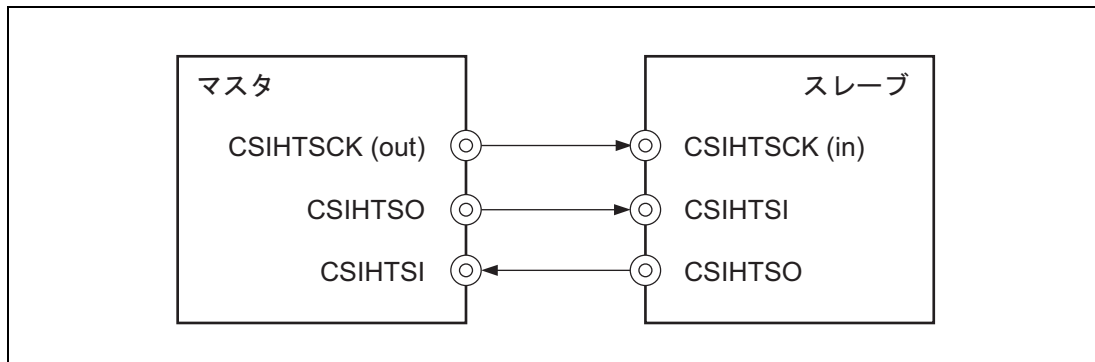 マスタ
スレーブ
CSIHTSCK (out)
CSIHTSCK (in)
CSIHTSO
CSIHTSI
CSIHTSI
CSIHTSO